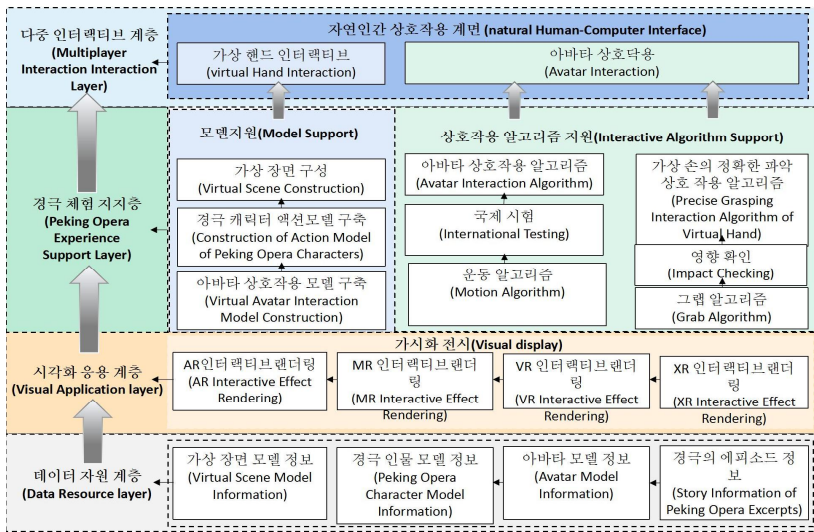 다중 인터랙티브 계층
(Multiplayer
Interaction Interaction
Layer)
자연인간 상호작용 계면 (natural Human-Computer Interface)
가상 핸드 인터랙티브
(virtual Hand Interaction)
아바타 상호닥용
(Avatar Interaction)
경극 체험 지지층
(Peking Opera
Experience
Support Layer)
모델지원(Model Support)
가상 장면 구성
(Virtual Scene Construction)
경극 캐릭터 액션모델 구축
(Construction of Action Model
of Peking Opera Characters)
아바타 상호작용 모델 구축
(Virtual Avatar Interaction
Model Construction)
상호작용 알고리즘 지원(Interactive Algorithm Support)
아바타 상호작용 알고리즘
(Avatar Interaction Algorithm)
국제 시험
(International Testing)
운동 알고리즘
(Motion Algorithm)
가상 손의 정확한 파악
상호 작용 알고리즘
(Precise Grasping
Interaction Algorithm of
Virtual Hand)
영향 확인
(Impact Checking)
그랩 알고리즘
(Grab Algorithm)
시각화 응용 계층
(Visual Application layer)
가시화 전시(Visual display)
AR인터랙티브랜더링
(AR Interactive Effect
Rendering)
MR 인터랙티브랜더
링
(MR Interactive Effect
Rendering)
VR 인터랙티브랜더
링
(VR Interactive Effect
Rendering)
XR 인터랙티브랜더
링
(XR Interactive Effect
Rendering)
데이터 자원 계층
(Data Resource layer)
가상 장면 모델 정보
(Virtual Scene Model
Information)
경극 인물 모델 정보
(Peking Opera
Character Model
Information)
아바타 모델 정보
(Avatar Model
Information)
경극의 에피소드 정
보
(Story Information of
Peking Opera Excerpts)